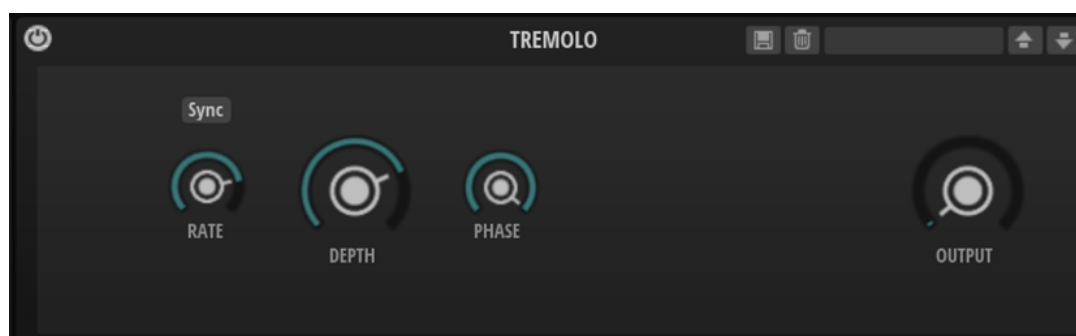 TREMOLO
Sync
RATE
DEPTH
PHASE
OUTPUT